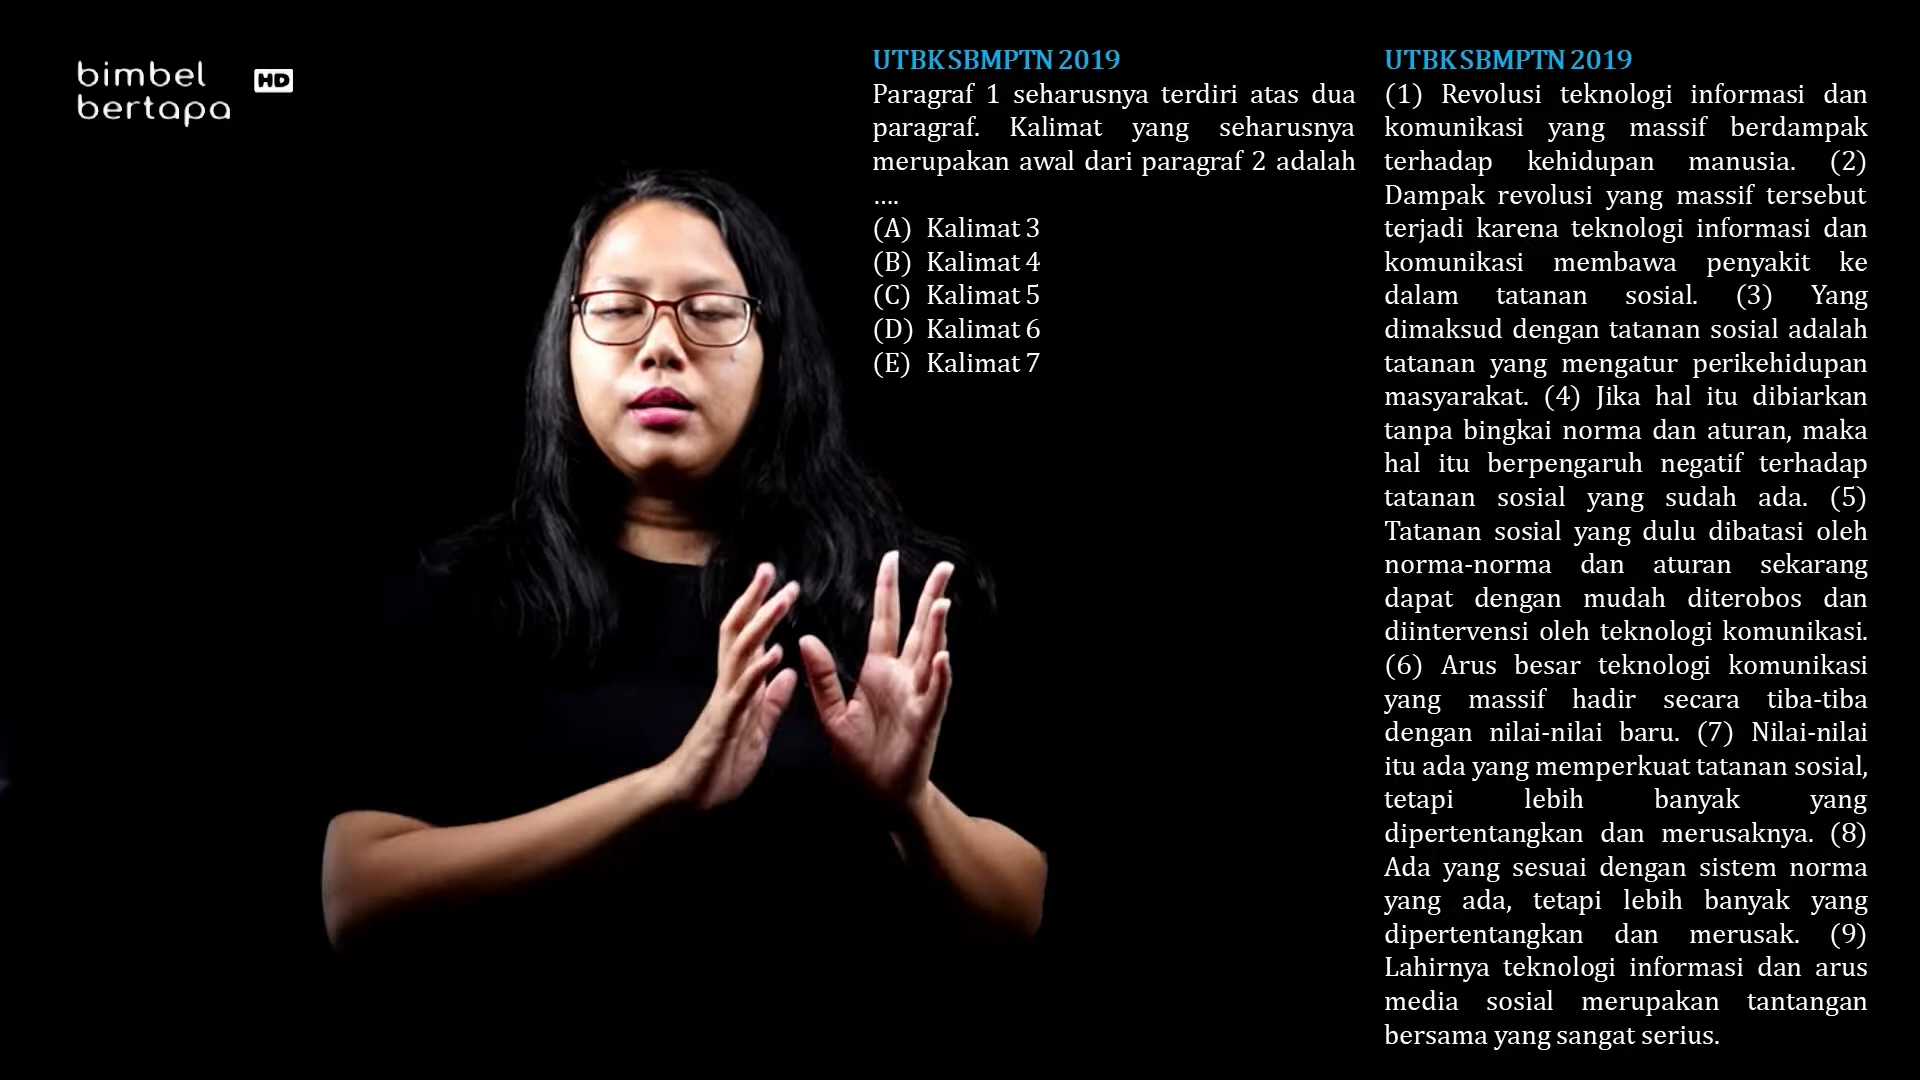 bimbel
bertapa
HD
UTBK SBMPTN 2019
Paragraf 1 seharusnya terdiri atas dua
paragraf. Kalimat yang seharusnya
merupakan awal dari paragraf 2 adalah
....
(A) Kalimat 3
(B) Kalimat 4
(C) Kalimat 5
(D) Kalimat 6
(E) Kalimat 7
UTBK SBMPTN 2019
(1) Revolusi teknologi informasi dan
komunikasi yang massif berdampak
terhadap kehidupan manusia. (2)
Dampak revolusi yang massif tersebut
terjadi karena teknologi informasi dan
komunikasi membawa penyakit ke
dalam tatanan sosial. (3) Yang
dimaksud dengan tatanan sosial adalah
tatanan yang mengatur perikehidupan
masyarakat. (4) Jika hal itu dibiarkan
tanpa bingkai norma dan aturan, maka
hal itu berpengaruh negatif terhadap
tatanan sosial yang sudah ada. (5)
Tatanan sosial yang dulu dibatasi oleh
norma-norma dan aturan sekarang
dapat dengan mudah diterobos dan
diintervensi oleh teknologi komunikasi.
(6) Arus besar teknologi komunikasi
yang massif hadir secara tiba-tiba
dengan nilai-nilai baru. (7) Nilai-nilai
itu ada yang memperkuat tatanan sosial,
tetapi lebih banyak yang
dipertentangkan dan merusaknya. (8)
Ada yang sesuai dengan sistem norma
yang ada, tetapi lebih banyak yang
dipertentangkan dan merusak. (9)
Lahirnya teknologi informasi dan arus
media sosial merupakan tantangan
bersama yang sangat serius.